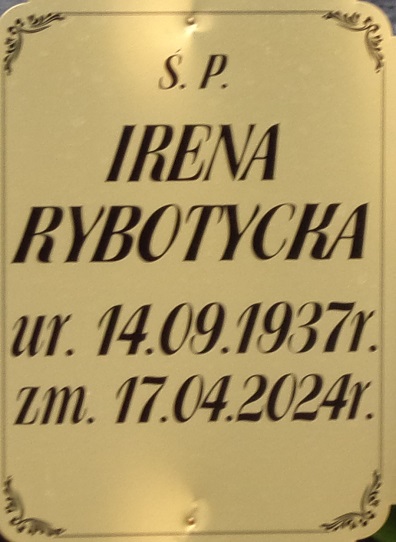 Ś. P.
IRENA
RYBOTYCKA
ur. 14.09.1937r.
zm. 17.04.2024r.